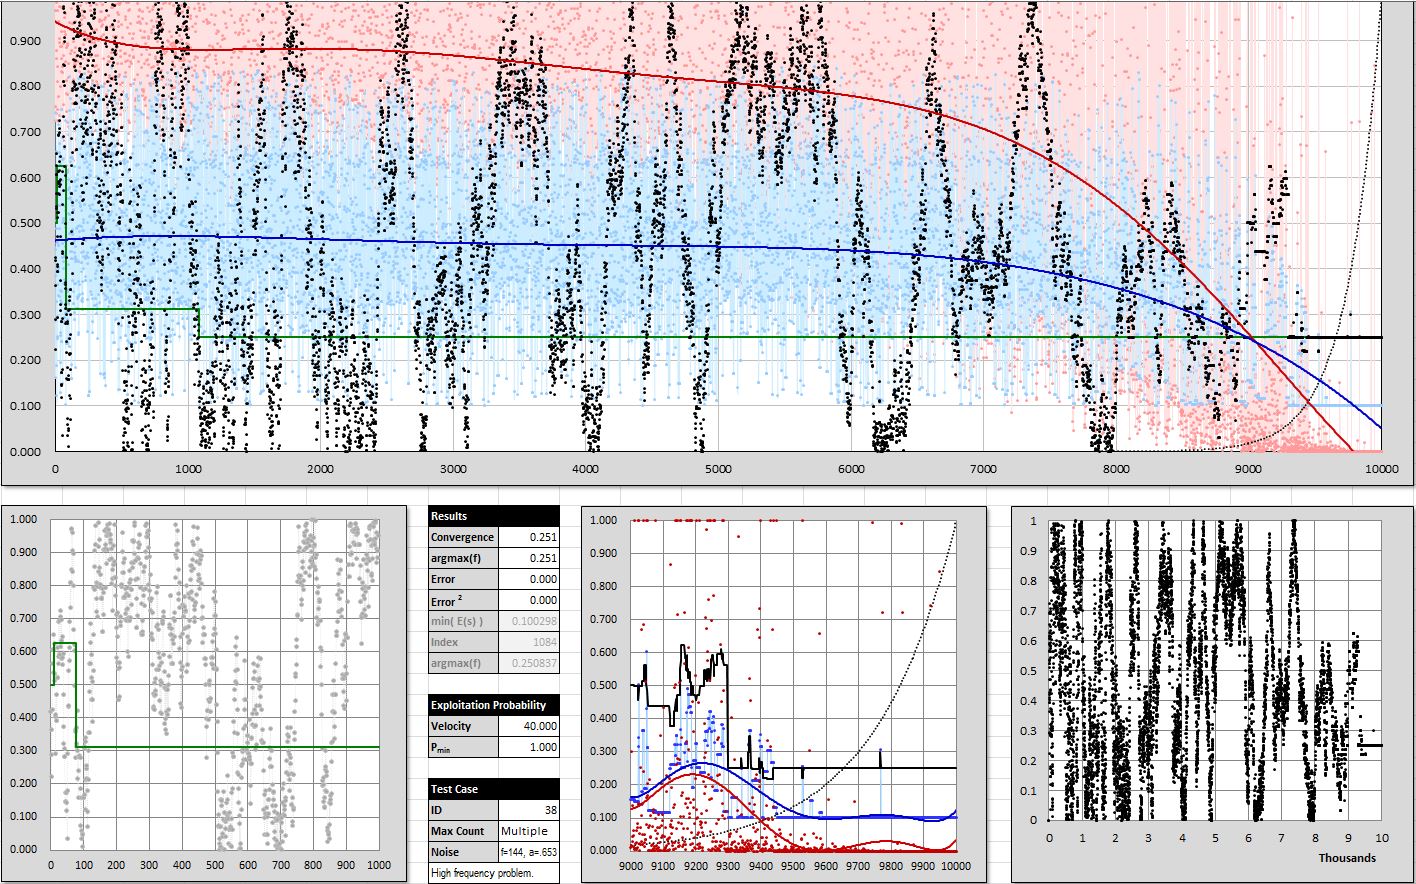 0.900
0.800
0.700
0.600
0.500
0.400
0.300
0.200
0.100
0.000
0 1000 2000 3000 4000 5000 6000 7000 8000 9000 10000
1.000
0.900
0.800
0.700
0.600
0.500
0.400
0.300
0.200
0.100
0.000
0 100 200 300 400 500 600 700 800 900 1000
Results
Convergence 0.251
argmax(f) 0.251
Error 0.000
Error 2 0.000
min( E(s) ) 0.100298
Index 1084
argmax(f) 0.250837
Exploitation Probability
Velocity 40.000
Pmin 1.000
Test Case
ID 38
Max Count Multiple
Noise f=144, a=.653
High frequency problem.
1.000
0.900
0.800
0.700
0.600
0.500
0.400
0.300
0.200
0.100
0.000
9000 9100 9200 9300 9400 9500 9600 9700 9800 9900 10000
1
0.9
0.8
0.7
0.6
0.5
0.4
0.3
0.2
0.1
0
0 1 2 3 4 5 6 7 8 9 10
Thousands